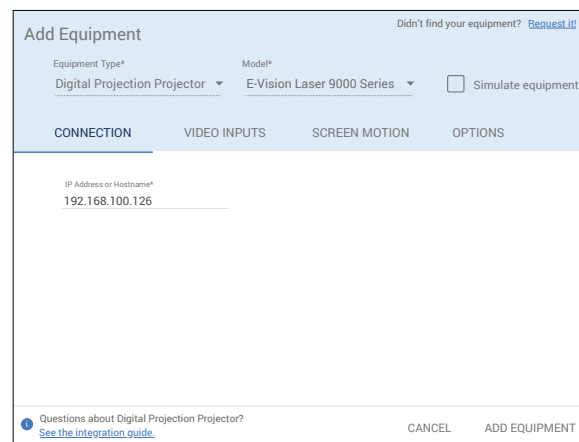 Add Equipment
Didn't find your equipment? Request it!
Equipment Type* Model*
Digital Projection Projector E-Vision Laser 9000 Series Simulate equipment
CONNECTION VIDEO INPUTS SCREEN MOTION OPTIONS
IP Address or Hostname*
192.168.100.126
Questions about Digital Projection Projector?
See the integration guide.
CANCEL ADD EQUIPMENT